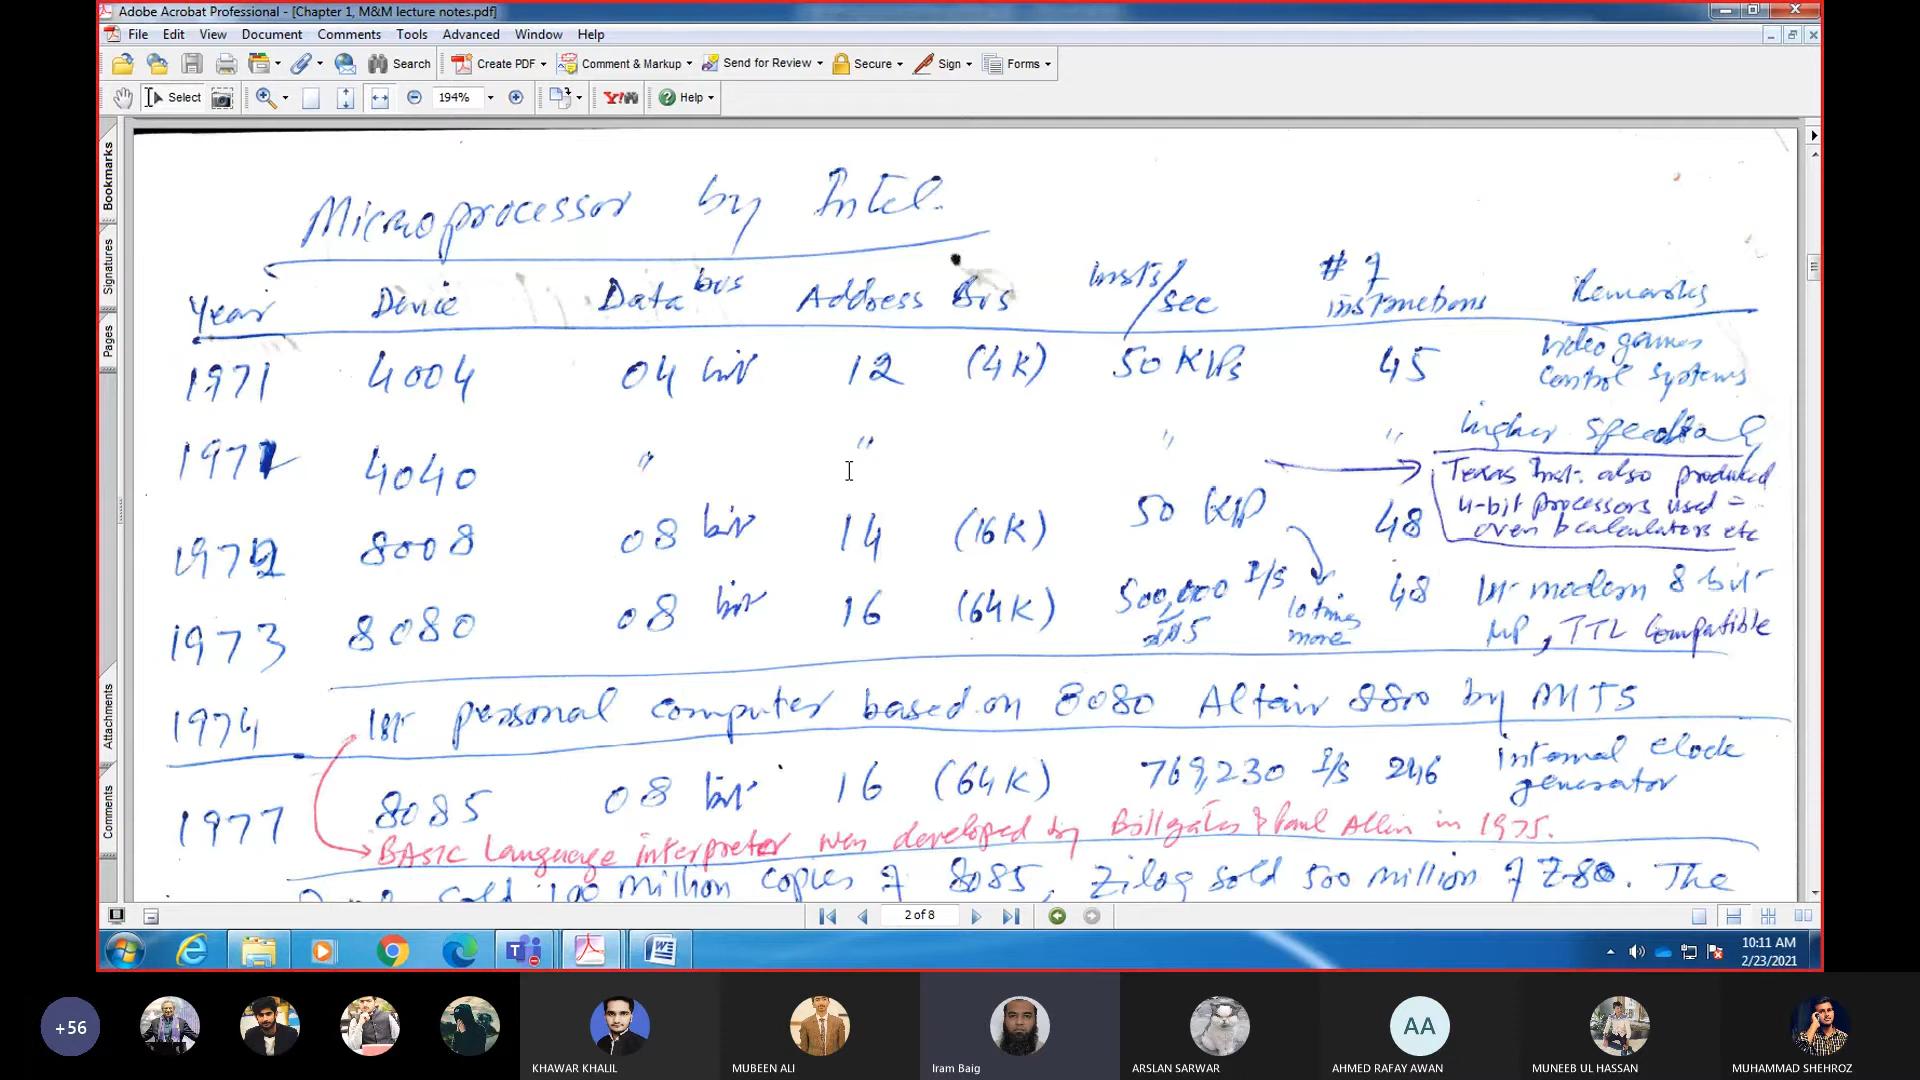 Adobe Acrobat Professional - [Chapter 1, M&M lecture notes.pdf]
File Edit View Document Comments Tools Advanced Window Help
Search Create PDF Comment & Markup Send for Review Secure Sign Forms
Select 194% Y! Help
Bookmarks
Signatures
Pages
Attachments
Comments
Microprocessor by Intel.
Year Device Data bus Address Bus Insts/sec # of instructions Remarks
1971 4004 04 bit 12 (4K) 50 KIPs 45 video games
control systems
4040 " " " " higher speed
Texas Inst. also produced
4-bit processors used =
oven & calculators etc
1972 8008 08 bit 14 (16K) 50 KIP 48
1973 8080 08 bit 16 (64K) 500,000 I/S 10 times more 48 1st modern 8 bit
MP, TTL Compatible
1974 1st personal computer based on 8080 Altair 8800 by MITS
1977 8085 08 bit 16 (64K) 769,230 I/S 246 internal clock
generator
BASIC Language interpreter was developed by Billgates & Paul Allin in 1975.
sold 100 million copies of 8085, Zilog sold 500 million of Z-80. The
2 of 8
10:11 AM
2/23/2021
+56
AA
KHAWAR KHALIL MUBEEN ALI Iram Baig ARSLAN SARWAR AHMED RAFAY AWAN MUNEEB UL HASSAN MUHAMMAD SHEHROZ